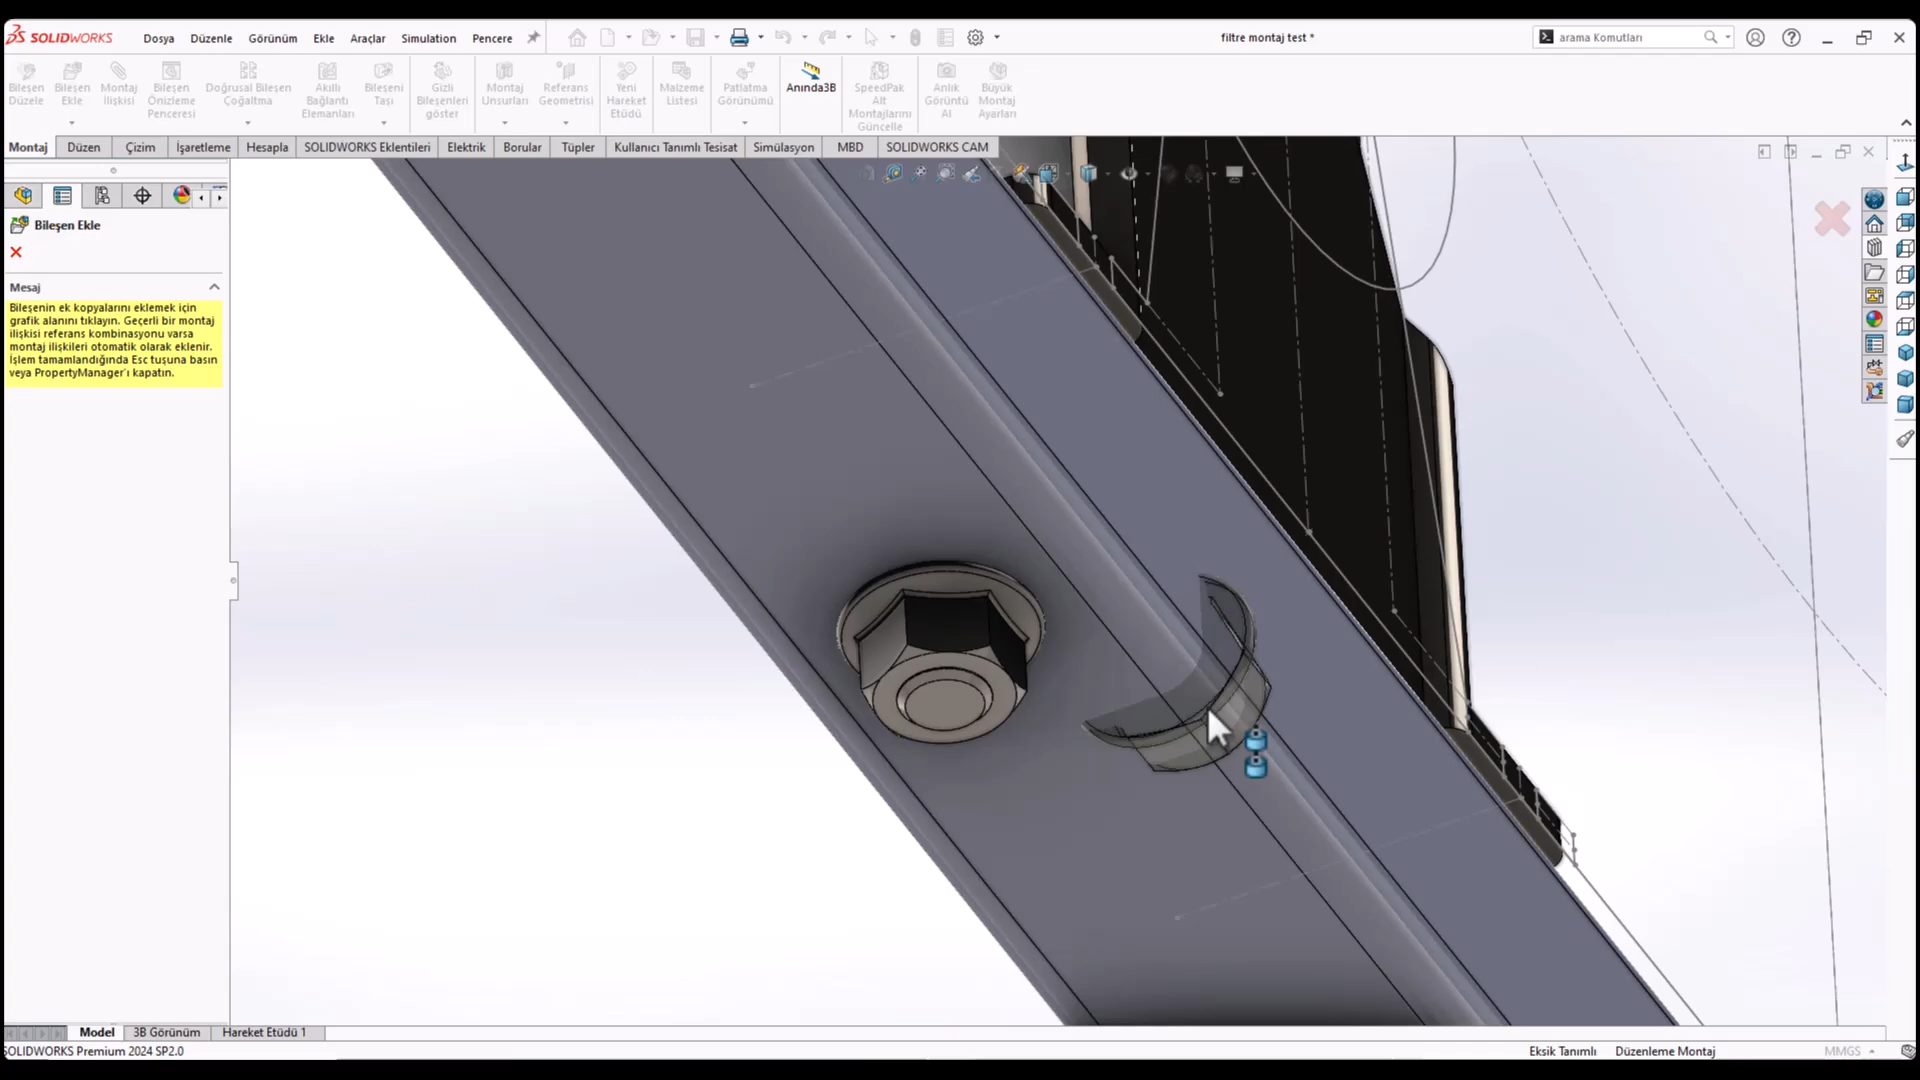 SOLIDWORKS
Dosya Düzenle Görünüm Ekle Araçlar Simulation Pencere
filtre montaj test *
arama Komutları
Bileşen Düzele
Bileşen Ekle
Montaj İlişkisi
Bileşen Önizleme Penceresi
Doğrusal Bileşen Çoğaltma
Akıllı Bağlantı Elemanları
Bileşeni Taşı
Gizli Bileşenleri göster
Montaj Unsurları
Referans Geometrisi
Yeni Hareket Etüdü
Malzeme Listesi
Patlatma Görünümü
Anında3B
SpeedPak Alt Montajlarını Güncelle
Anlık Görüntü Al
Büyük Montaj Ayarları
Montaj Düzen Çizim İşaretleme Hesapla SOLIDWORKS Eklentileri Elektrik Borular Tüpler Kullanıcı Tanımlı Tesisat Simülasyon MBD SOLIDWORKS CAM
Bileşen Ekle
Mesaj
Bileşenin ek kopyalarını eklemek için
grafik alanını tıklayın. Geçerli bir montaj
ilişkisi referans kombinasyonu varsa
montaj ilişkileri otomatik olarak eklenir.
İşlem tamamlandığında Esc tuşuna basın
veya PropertyManager'ı kapatın.
Model 3B Görünüm Hareket Etüdü 1
SOLIDWORKS Premium 2024 SP2.0
Eksik Tanımlı Düzenleme Montaj MMGS